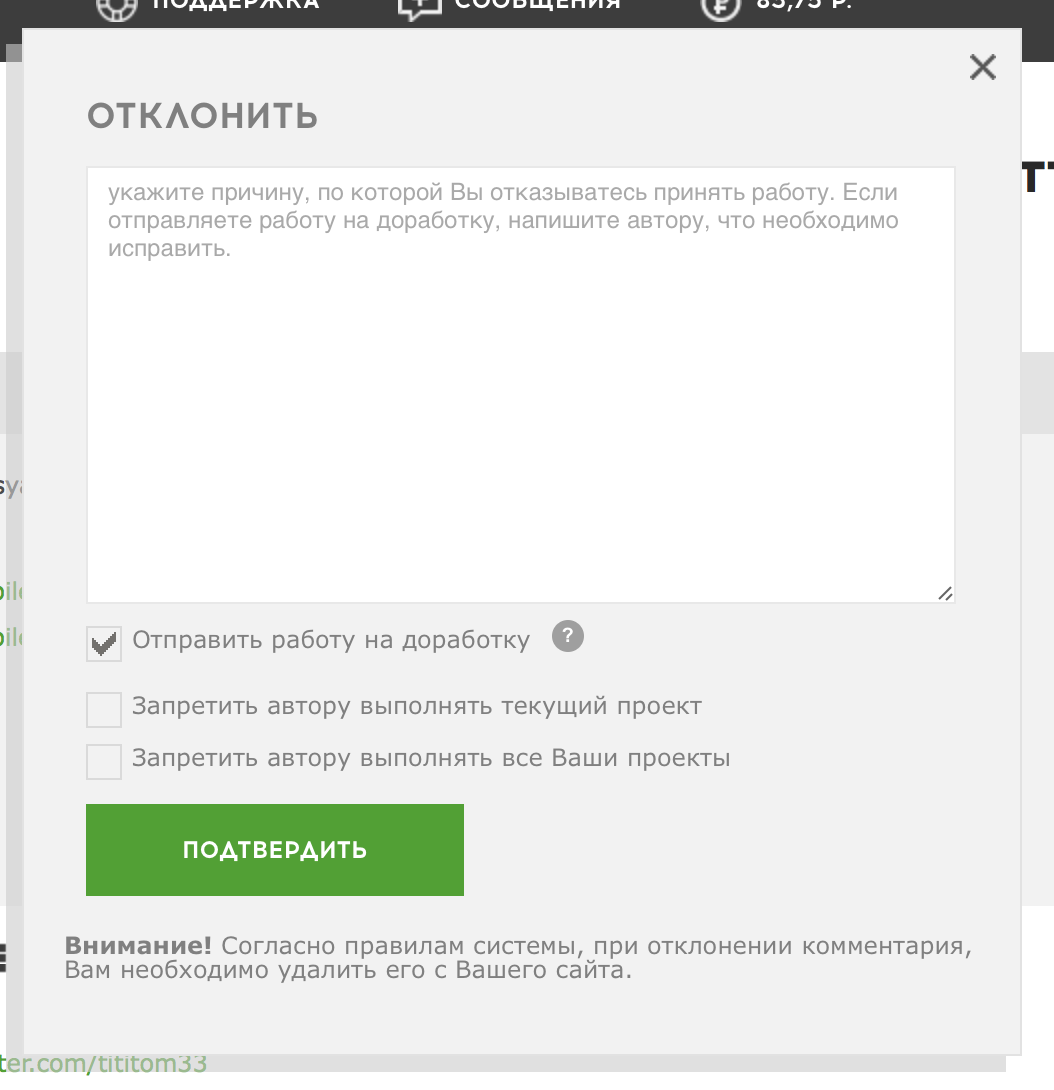 ПОДДЕРЖКА
СООБЩЕНИЯ
83,75 Р.
ОТКЛОНИТЬ
укажите причину, по которой Вы отказыватесь принять работу. Если
отправляете работу на доработку, напишите автору, что необходимо
исправить.
Отправить работу на доработку
?
Запретить автору выполнять текущий проект
Запретить автору выполнять все Ваши проекты
ПОДТВЕРДИТЬ
Внимание! Согласно правилам системы, при отклонении комментария,
Вам необходимо удалить его с Вашего сайта.
ter.com/tititom33